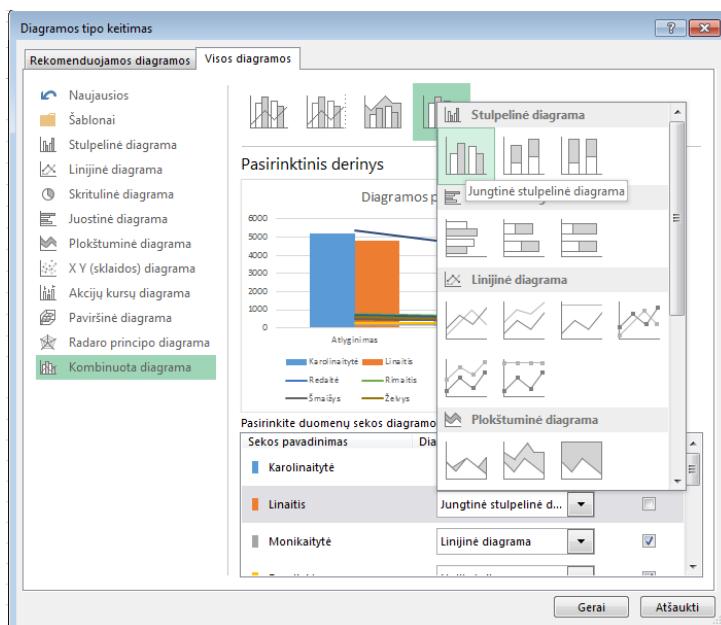 Diagramos tipo keitimas
Rekomenduojamos diagramos
Visos diagramos
Naujausios
Šablonai
Stulpelinė diagrama
Linijinė diagrama
Skritulinė diagrama
Juostinė diagrama
Plokštuminė diagrama
X Y (sklaidos) diagrama
Akcijų kursų diagrama
Paviršinė diagrama
Radaro principo diagrama
Kombinuota diagrama
Pasirinktinis derinys
Diagramos p
6000
5000
4000
3000
2000
1000
0
Atlyginimas
Karolinaitytė Linaitis
Redaitė Rimaitis
Šmaižys Želvys
Stulpelinė diagrama
Jungtinė stulpelinė diagrama
Linijinė diagrama
Plokštuminė diagrama
Pasirinkite duomenų sekos diagramo
Sekos pavadinimas Dia
Karolinaitytė
Linaitis Jungtinė stulpelinė d...
Monikaitytė Linijinė diagrama
Gerai Atšaukti